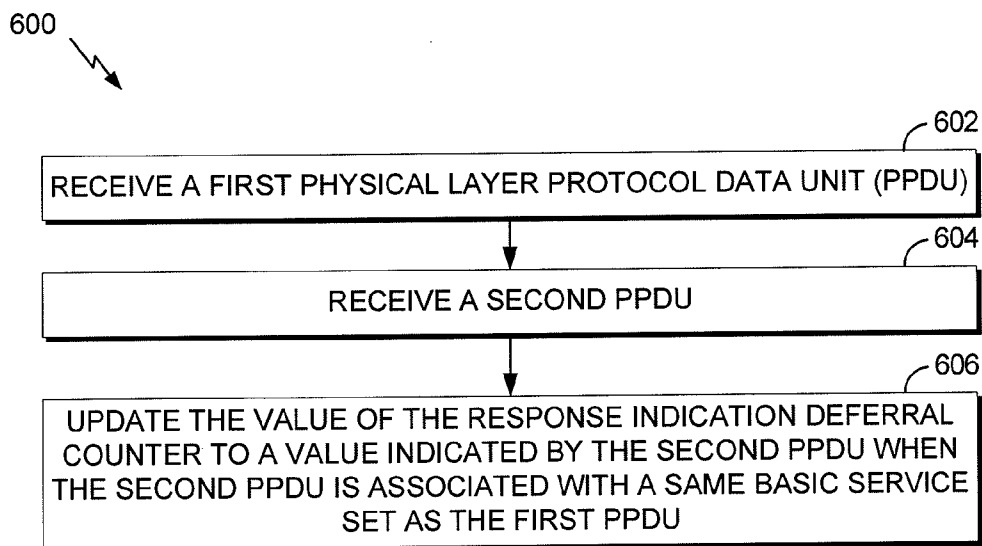 600
602
RECEIVE A FIRST PHYSICAL LAYER PROTOCOL DATA UNIT (PPDU)
604
RECEIVE A SECOND PPDU
606
UPDATE THE VALUE OF THE RESPONSE INDICATION DEFERRAL
COUNTER TO A VALUE INDICATED BY THE SECOND PPDU WHEN
THE SECOND PPDU IS ASSOCIATED WITH A SAME BASIC SERVICE
SET AS THE FIRST PPDU